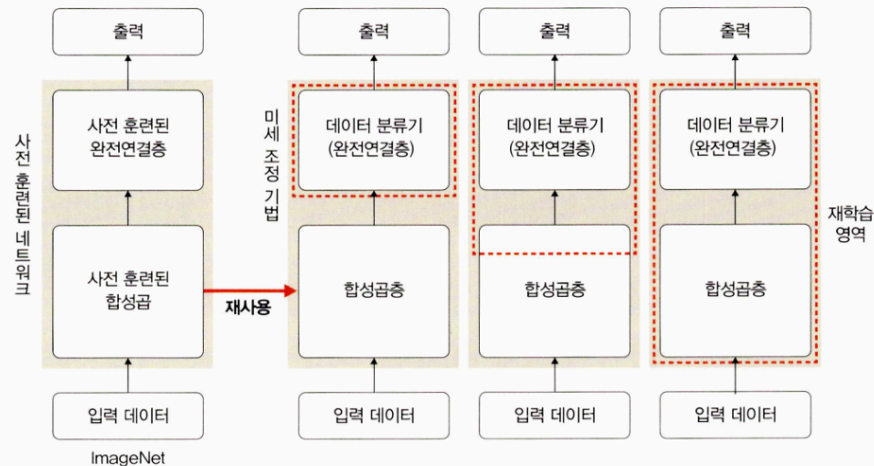 출력
출력
출력
출력
사전 훈련된 네트워크
사전 훈련된
완전연결층
미세 조정 기법
데이터 분류기
(완전연결층)
데이터 분류기
(완전연결층)
데이터 분류기
(완전연결층)
재학습
영역
사전 훈련된
합성곱
재사용
합성곱층
합성곱층
합성곱층
입력 데이터
입력 데이터
입력 데이터
입력 데이터
ImageNet